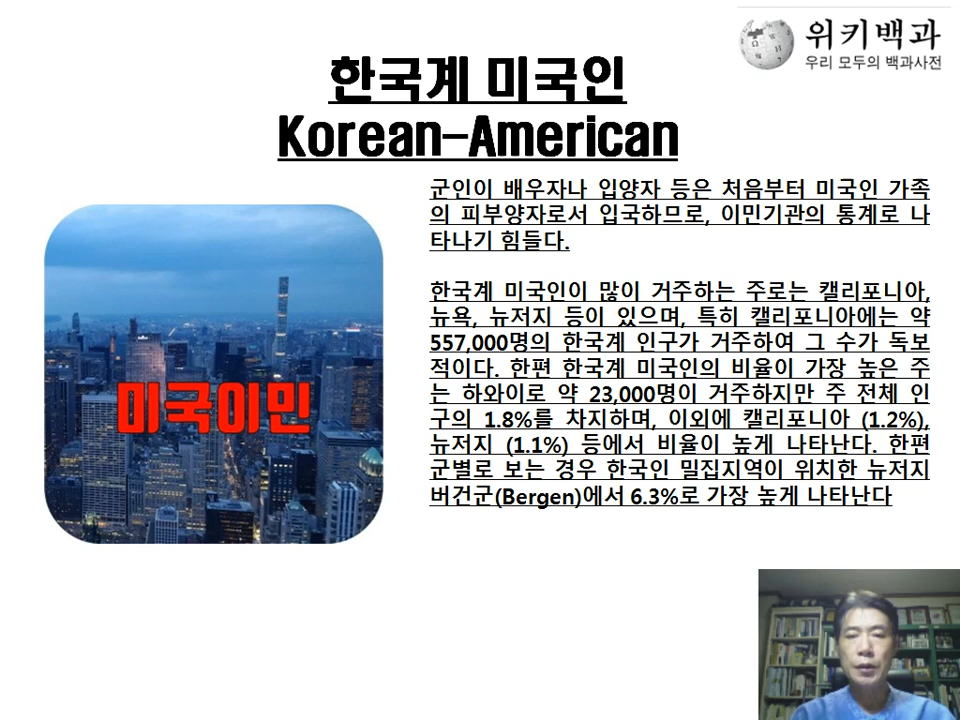 위키백과
우리 모두의 백과사전
한국계 미국인
Korean-American
군인이 배우자나 입양자 등은 처음부터 미국인 가족
의 피부양자로서 입국하므로, 이민기관의 통계로 나
타나기 힘들다.
한국계 미국인이 많이 거주하는 주로는 캘리포니아,
뉴욕, 뉴저지 등이 있으며, 특히 캘리포니아에는 약
557,000명의 한국계 인구가 거주하여 그 수가 독보
적이다. 한편 한국계 미국인의 비율이 가장 높은 주
는 하와이로 약 23,000명이 거주하지만 주 전체 인
구의 1.8%를 차지하며, 이외에 캘리포니아 (1.2%),
뉴저지 (1.1%) 등에서 비율이 높게 나타난다. 한편
군별로 보는 경우 한국인 밀집지역이 위치한 뉴저지
버건군(Bergen)에서 6.3%로 가장 높게 나타난다
미국이민